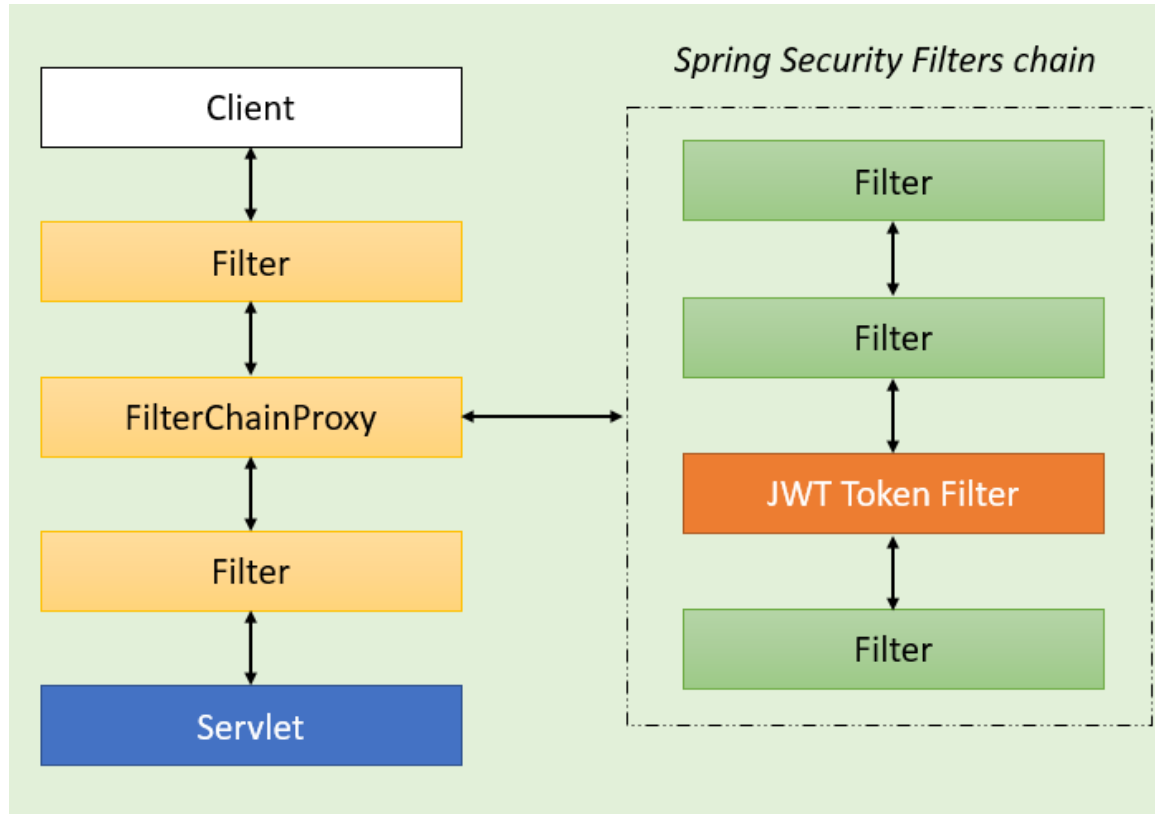 Spring Security Filters chain
Client
Filter
FilterChainProxy
Filter
Servlet
Filter
Filter
JWT Token Filter
Filter